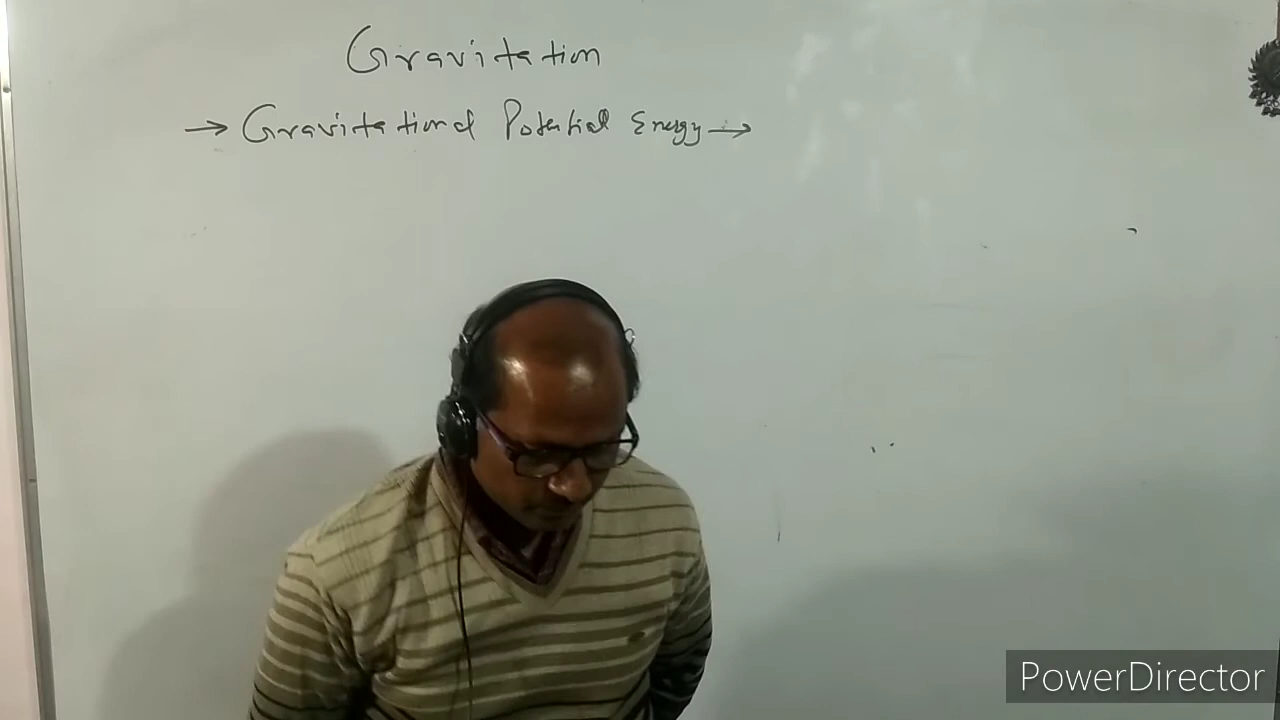 Gravitation
→ Gravitational Potential Energy →
PowerDirector